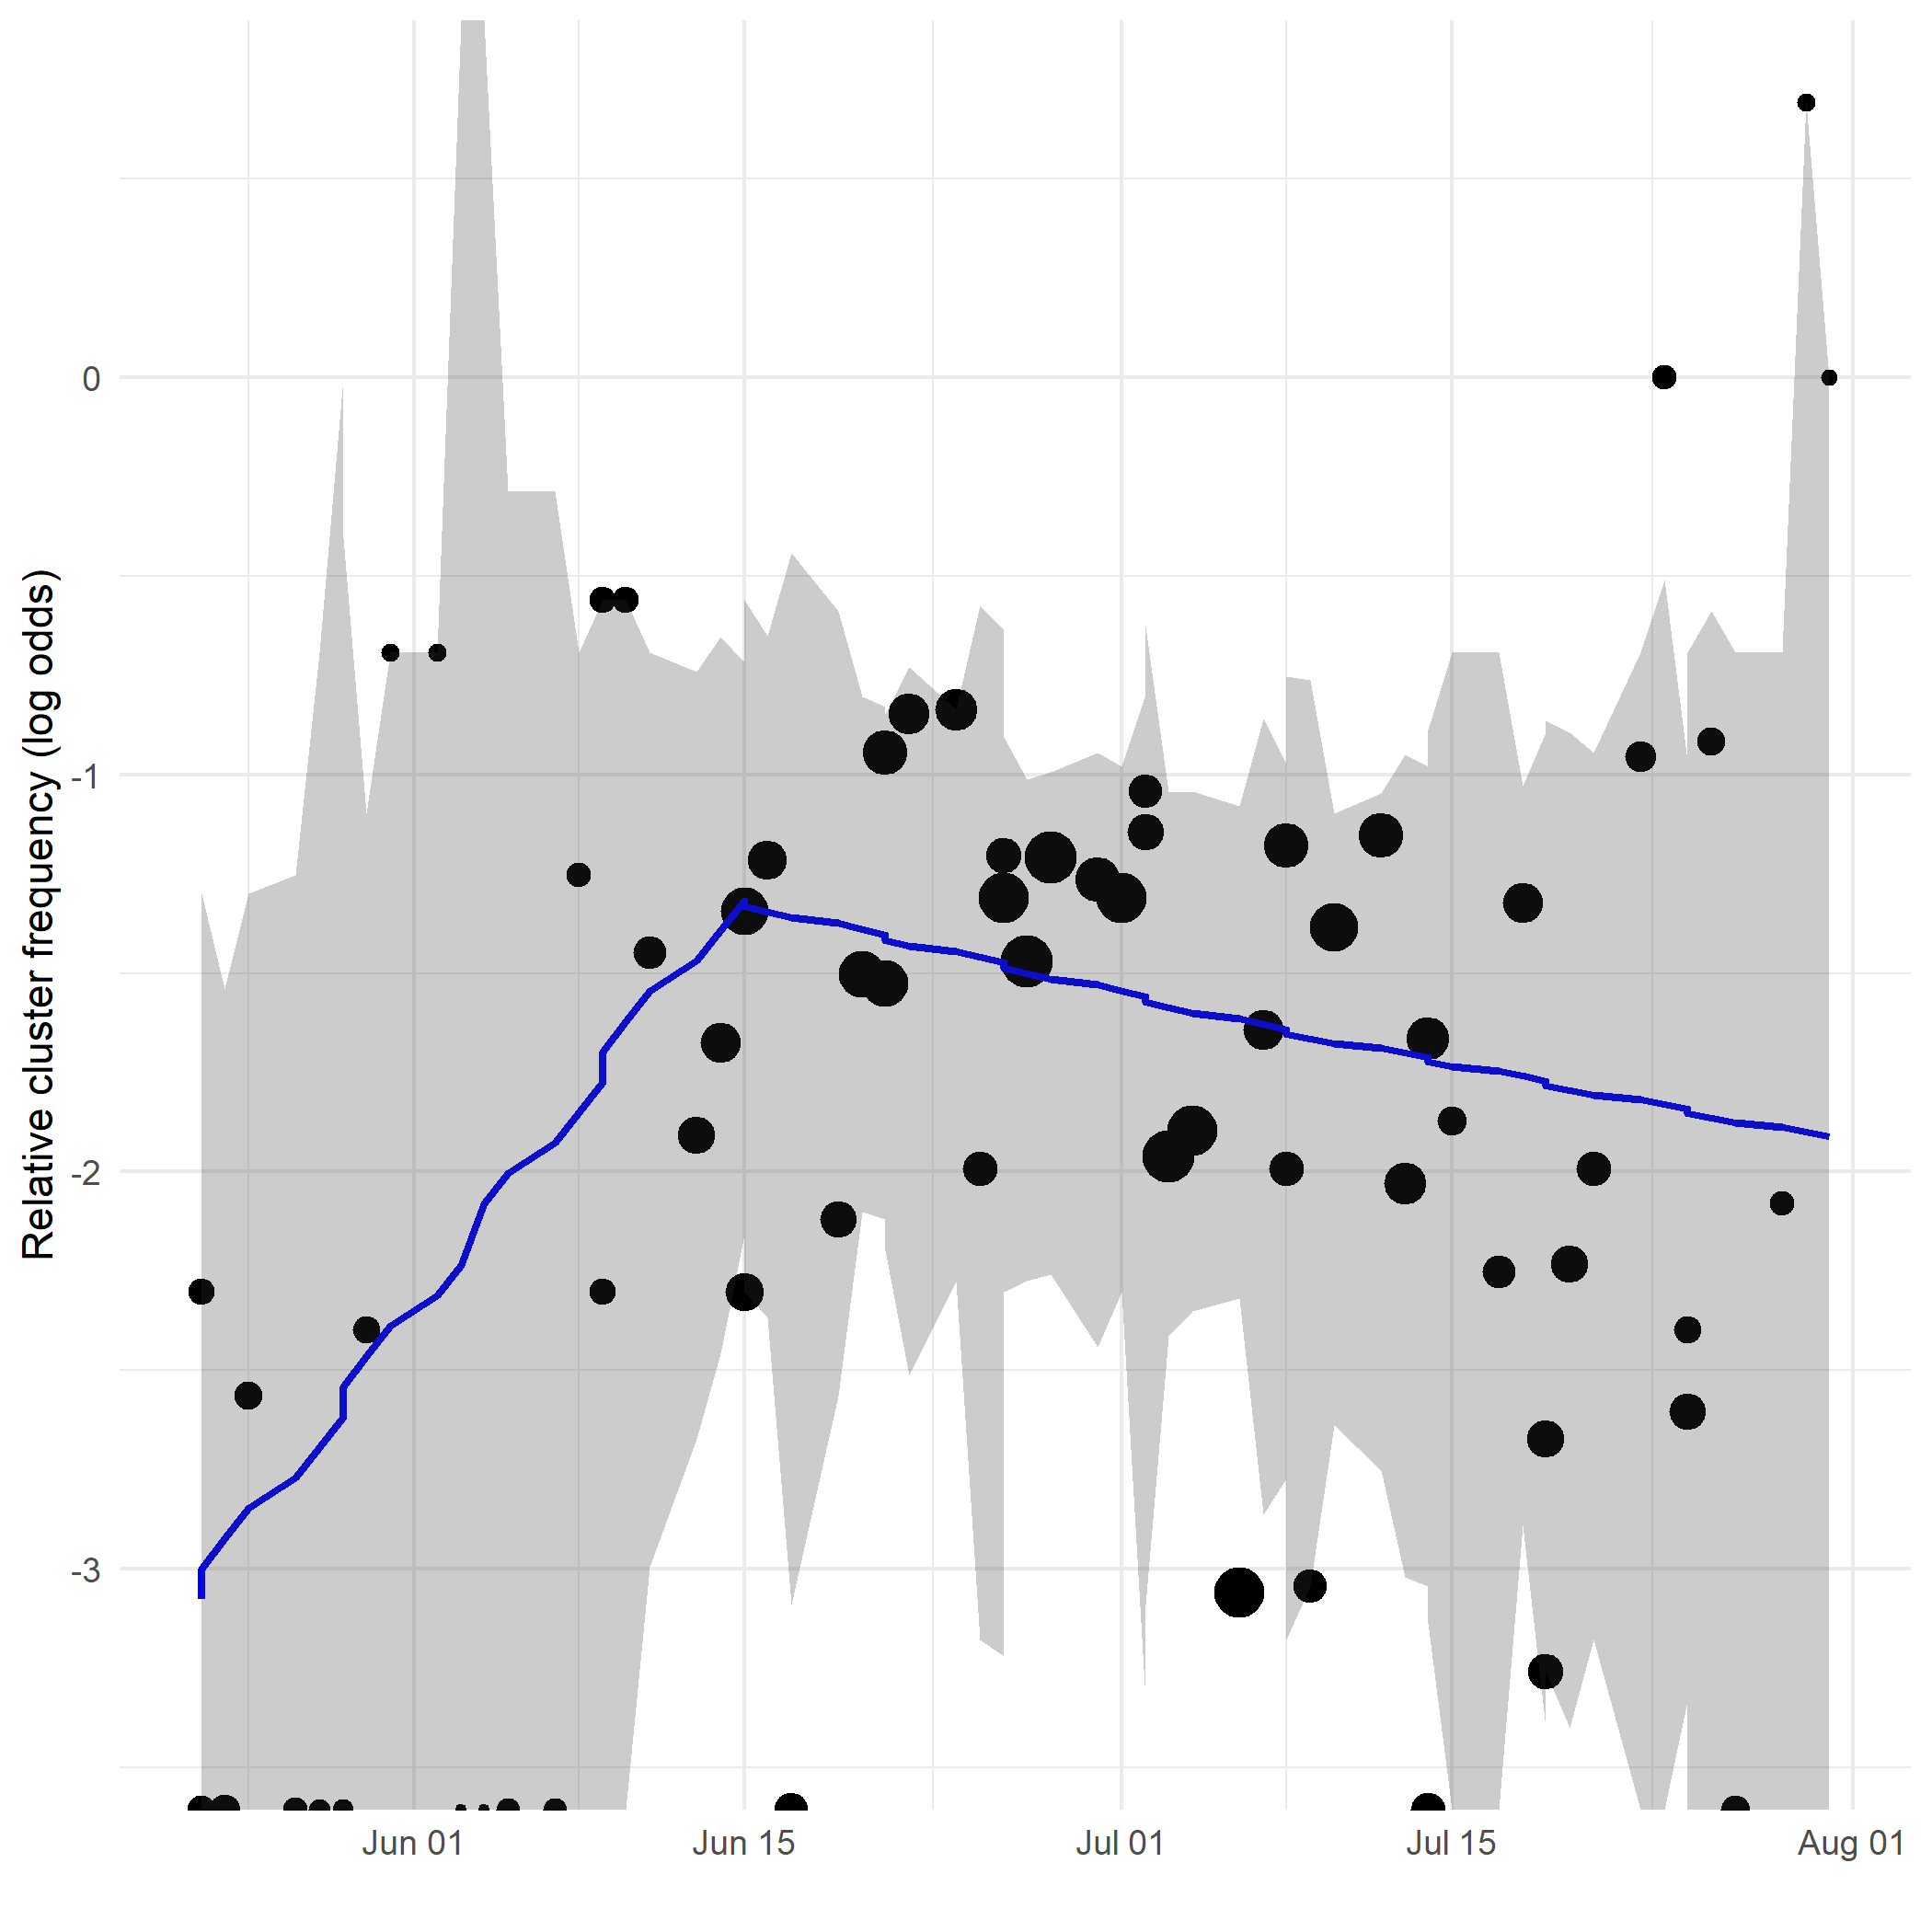 Relative cluster frequency (log odds)
0
-1
-2
-3
Jun 01
Jun 15
Jul 01
Jul 15
Aug 01